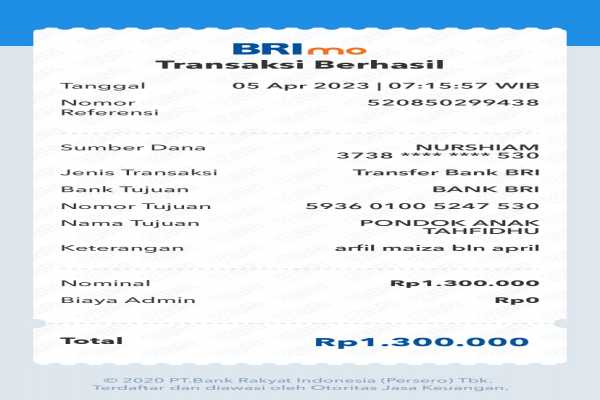 BRImo
Transaksi Berhasil
Tanggal 05 Apr 2023 | 07:15:57 WIB
Nomor Referensi 520850299438
Sumber Dana NURSHIAM
3738 **** **** 530
Jenis Transaksi Transfer Bank BRI
Bank Tujuan BANK BRI
Nomor Tujuan 5936 0100 5247 530
Nama Tujuan PONDOK ANAK
TAHFIDHU
Keterangan arfil maiza bln april
Nominal Rp1.300.000
Biaya Admin Rp0
Total Rp1.300.000
© 2020 PT.Bank Rakyat Indonesia (Persero) Tbk.
Terdaftar dan diawasi oleh Otoritas Jasa Keuangan.